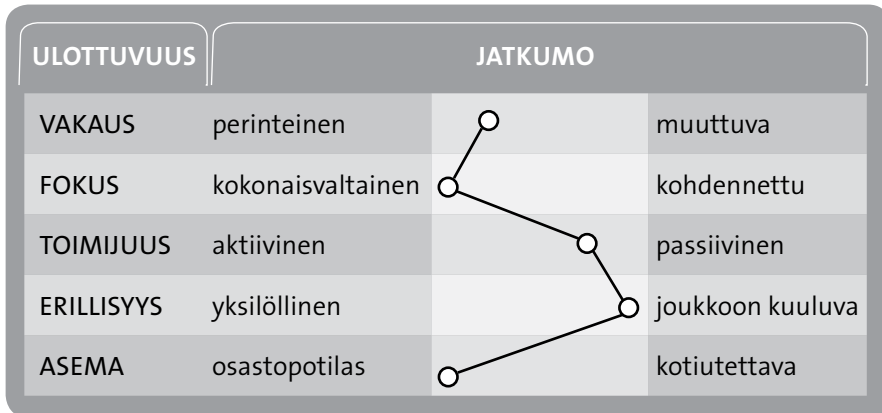 ULOTTUVUUS JATKUMO
VAKAUS perinteinen muuttuva
FOKUS kokonaisvaltainen kohdennettu
TOIMIJUUS aktiivinen passiivinen
ERILLISYYS yksilöllinen joukkoon kuuluva
ASEMA osastopotilas kotiutettava